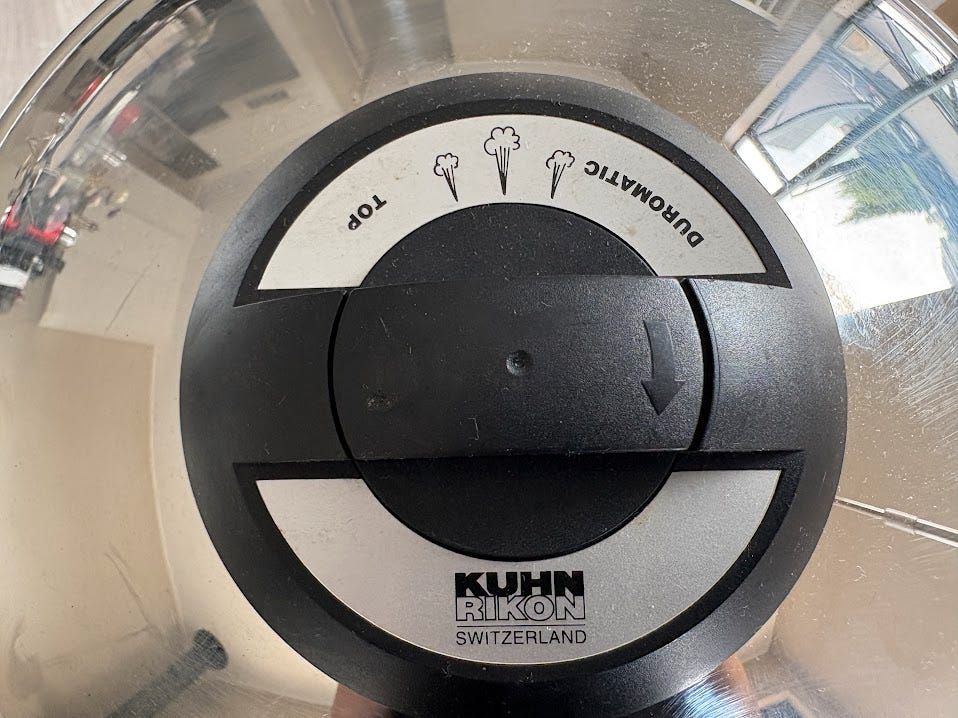 DUROMATIC
TOP
KUHN
RIKON
SWITZERLAND